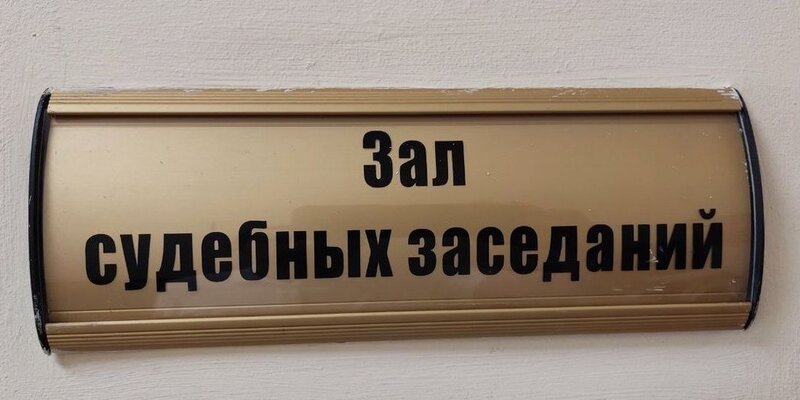 Зал
судебных заседаний